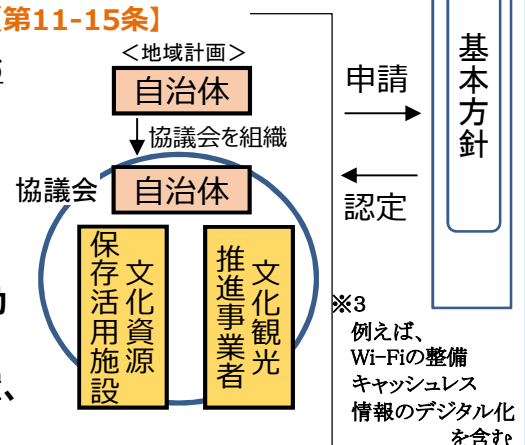 【第11-15条】
＜地域計画＞
自治体
協議会を組織
協議会
自治体
文化資源
保存活用施設
文化観光
推進事業者
申請
認定
基本方針
※3
例えば、
Wi-Fiの整備
キャッシュレス
情報のデジタル化
を含む